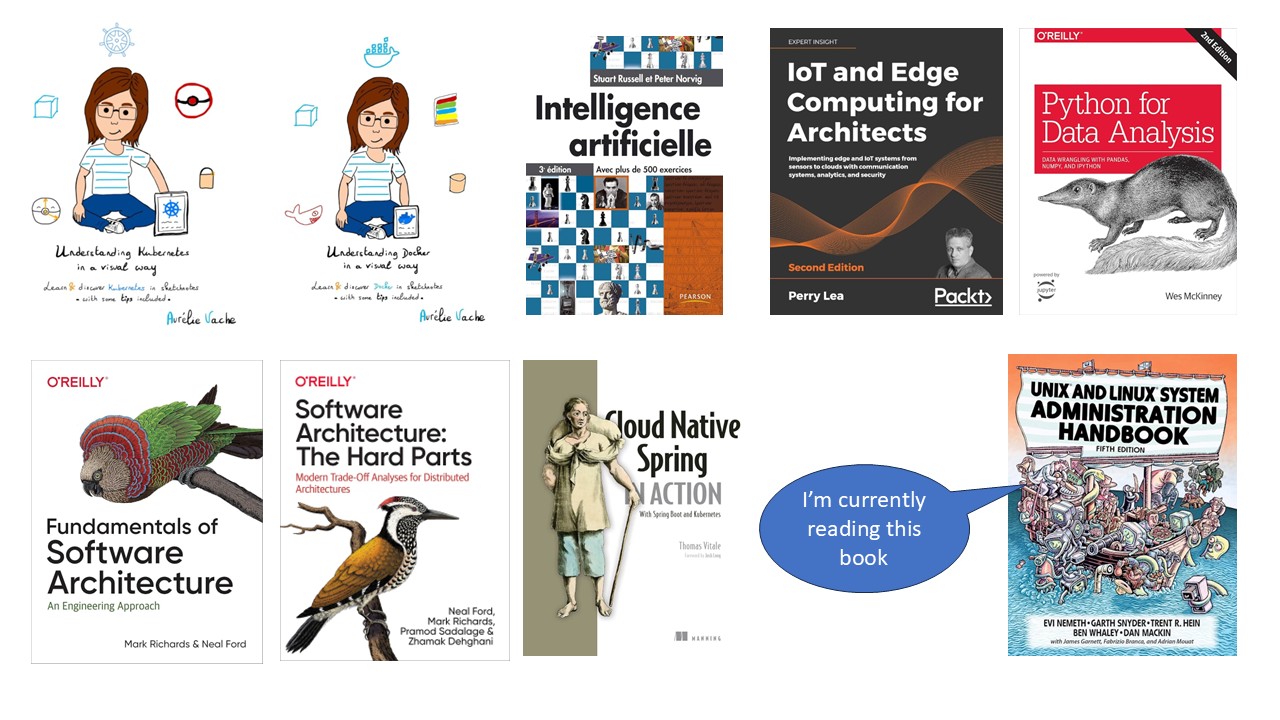 Understanding Kubernetes
in a visual way
Learn & discover Kubernetes in sketchnotes
- with some tips included -
Aurélie Vache
Understanding Docker
in a visual way
Learn & discover Docker in sketchnotes
- with some tips included -
Aurélie Vache
Stuart Russell et Peter Norvig
Intelligence
artificielle
3e édition
Avec plus de 500 exercices
PEARSON
EXPERT INSIGHT
IoT and Edge
Computing for
Architects
Implementing edge and IoT systems from
sensors to clouds with communication
systems, analytics, and security
Second Edition
Perry Lea
Packt>
O'REILLY®
2nd Edition
Python for
Data Analysis
DATA WRANGLING WITH PANDAS,
NUMPY, AND IPYTHON
powered by
jupyter
Wes McKinney
O'REILLY®
Fundamentals of
Software
Architecture
An Engineering Approach
Mark Richards & Neal Ford
O'REILLY®
Software
Architecture:
The Hard Parts
Modern Trade-Off Analyses for Distributed
Architectures
Neal Ford,
Mark Richards,
Pramod Sadalage &
Zhamak Dehghani
Cloud Native
Spring
IN ACTION
With Spring Boot and Kubernetes
Thomas Vitale
Foreword by Josh Long
MANNING
I'm currently
reading this
book
UNIX® AND LINUX® SYSTEM
ADMINISTRATION
HANDBOOK
FIFTH EDITION
EVI NEMETH • GARTH SNYDER • TRENT R. HEIN
BEN WHALEY • DAN MACKIN
with James Garnett, Fabrizio Branca, and Adrian Mouat